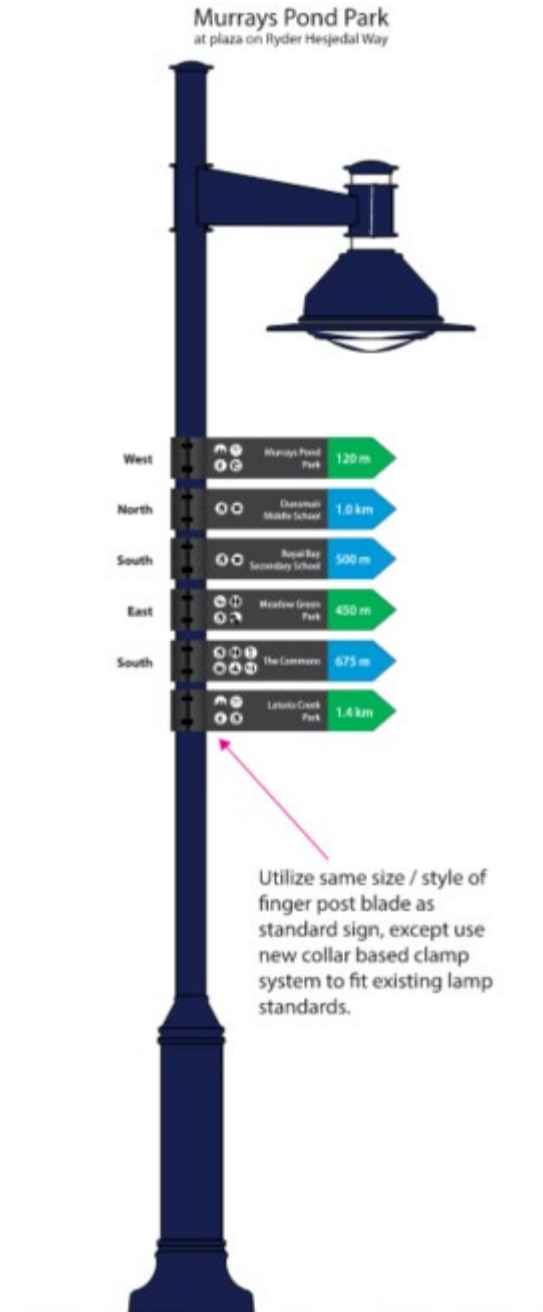 Murrays Pond Park
at plaza on Ryder Hesjedal Way
West
Murrays Pond
Park
120 m
North
Dunsmuir
Middle School
1.0 km
South
Royal Bay
Secondary School
500 m
East
Meadow Green
Park
450 m
South
The Commons
675 m
Latoria Creek
Park
1.4 km
Utilize same size / style of
finger post blade as
standard sign, except use
new collar based clamp
system to fit existing lamp
standards.